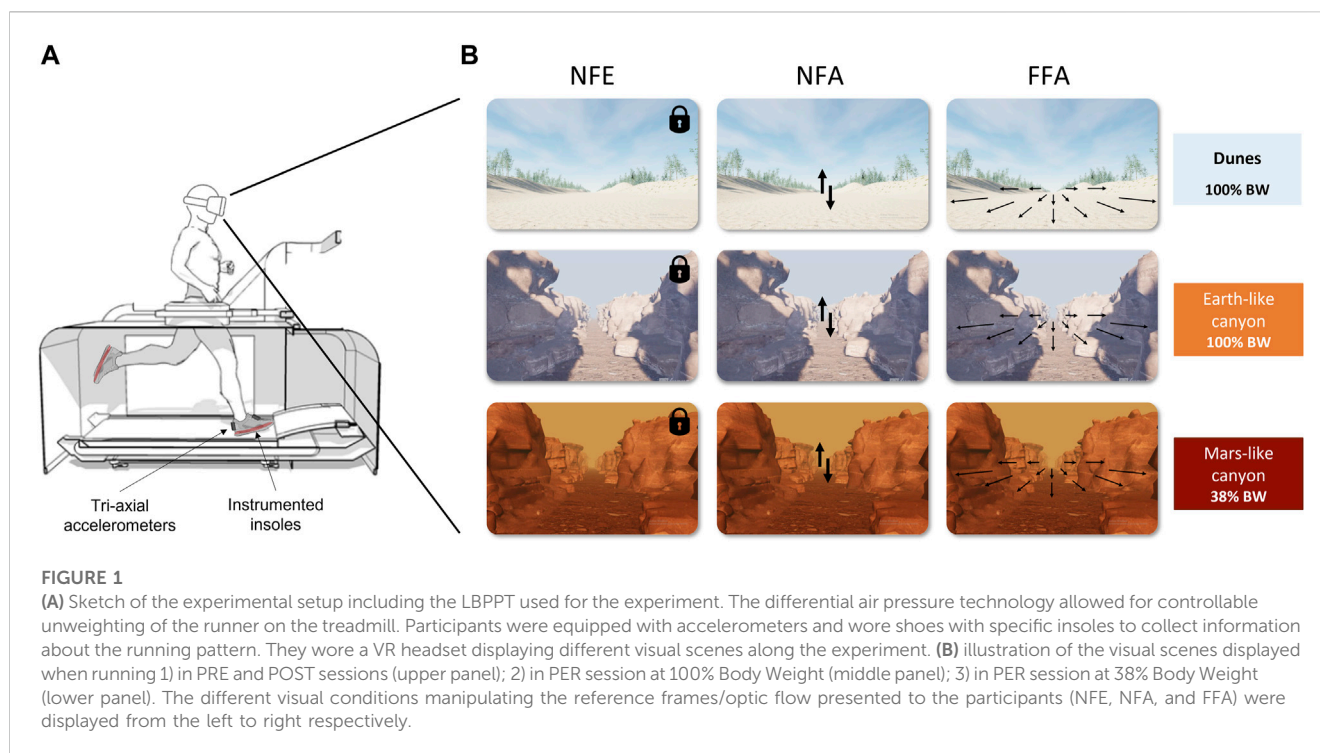 A
B
NFE
NFA
FFA
Dunes
100% BW
Earth-like
canyon
100% BW
Mars-like
canyon
38% BW
Tri-axial
accelerometers
Instrumented
insoles
FIGURE 1
(A) Sketch of the experimental setup including the LBPPT used for the experiment. The differential air pressure technology allowed for controllable
unweighting of the runner on the treadmill. Participants were equipped with accelerometers and wore shoes with specific insoles to collect information
about the running pattern. They wore a VR headset displaying different visual scenes along the experiment. (B) illustration of the visual scenes displayed
when running 1) in PRE and POST sessions (upper panel); 2) in PER session at 100% Body Weight (middle panel); 3) in PER session at 38% Body Weight
(lower panel). The different visual conditions manipulating the reference frames/optic flow presented to the participants (NFE, NFA, and FFA) were
displayed from the left to right respectively.